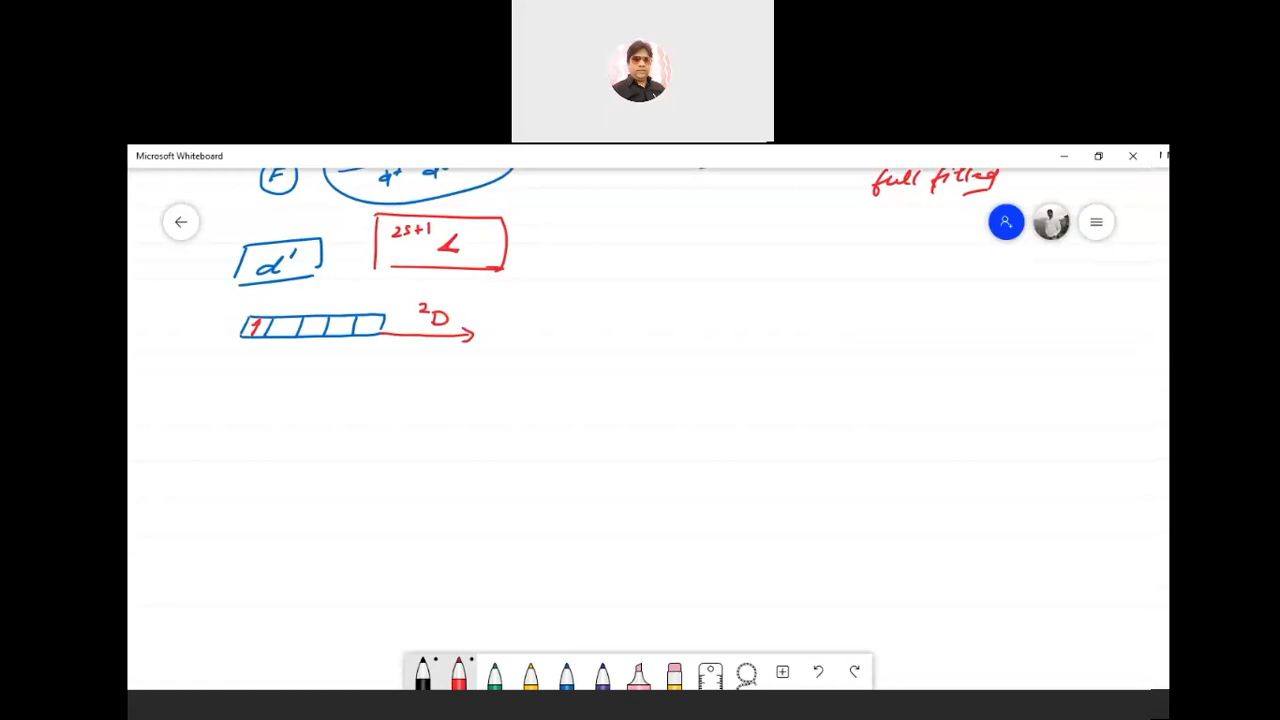 Microsoft Whiteboard
F
full filled
2s+1 L
d¹
1 ²D